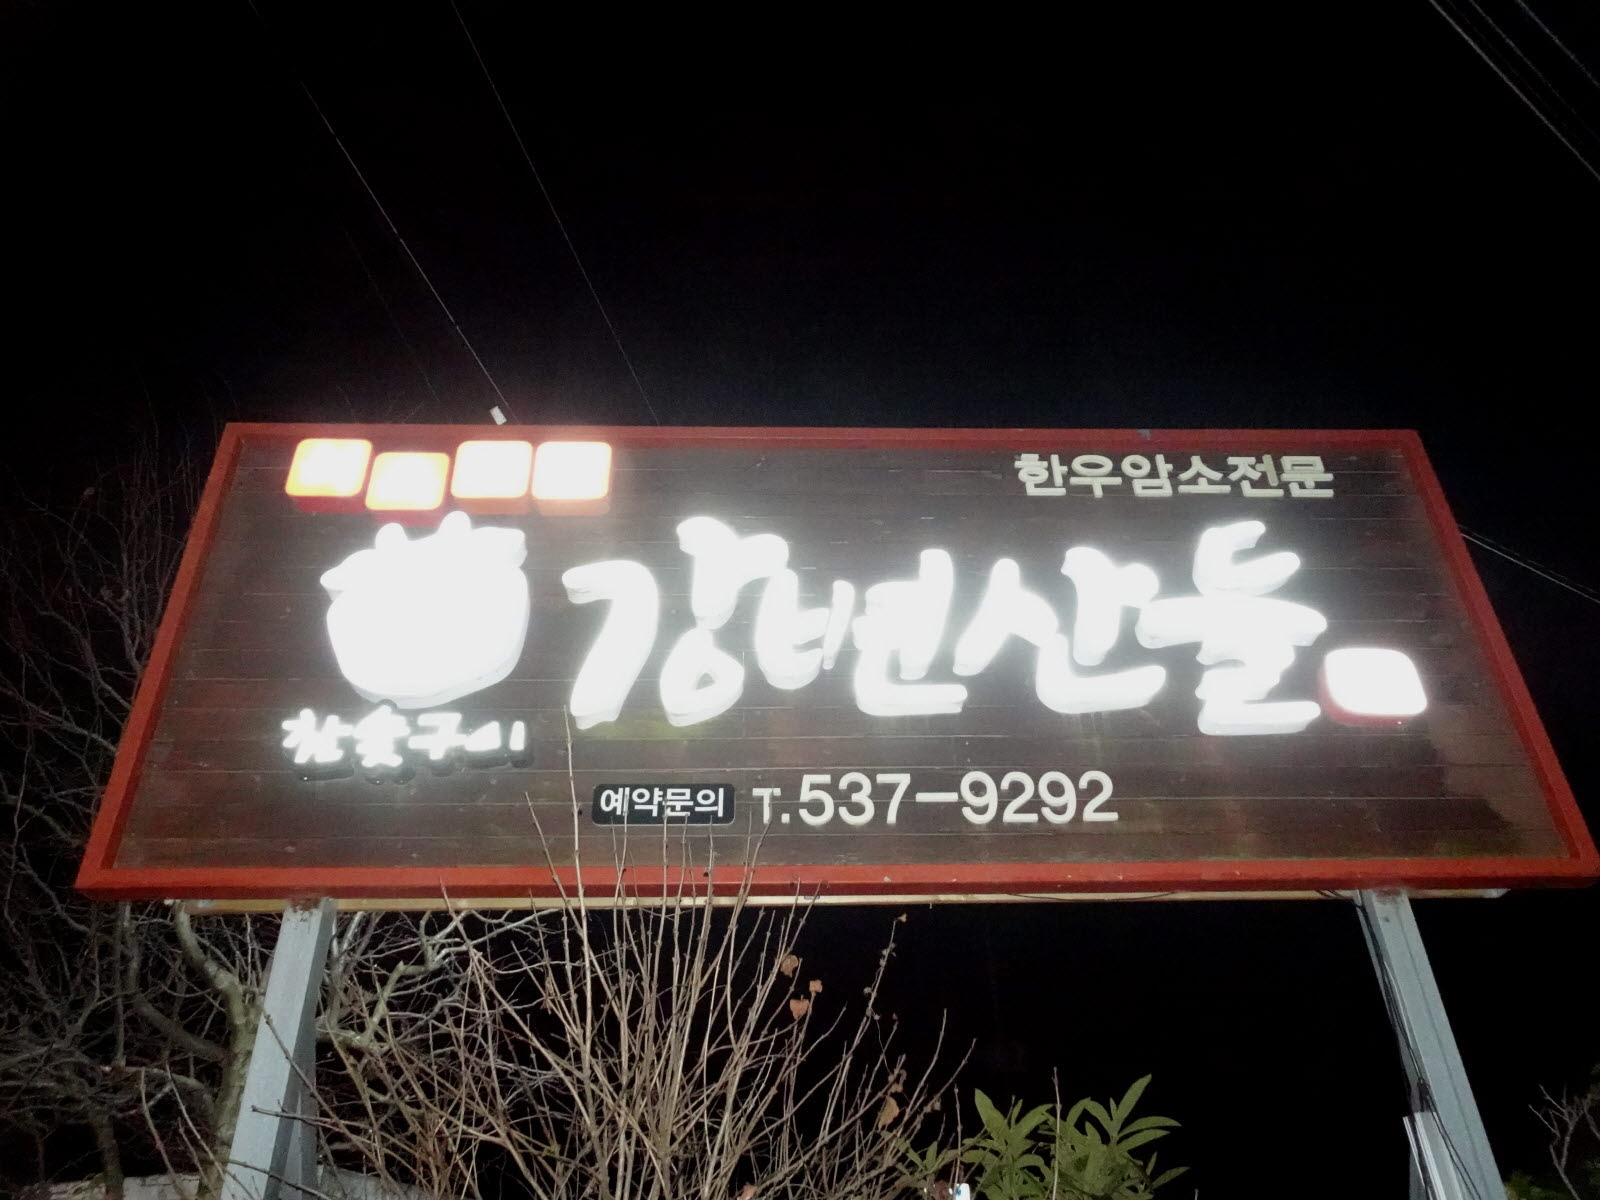 한우암소전문
강변산들
참숯구이
예약문의 T.537-9292